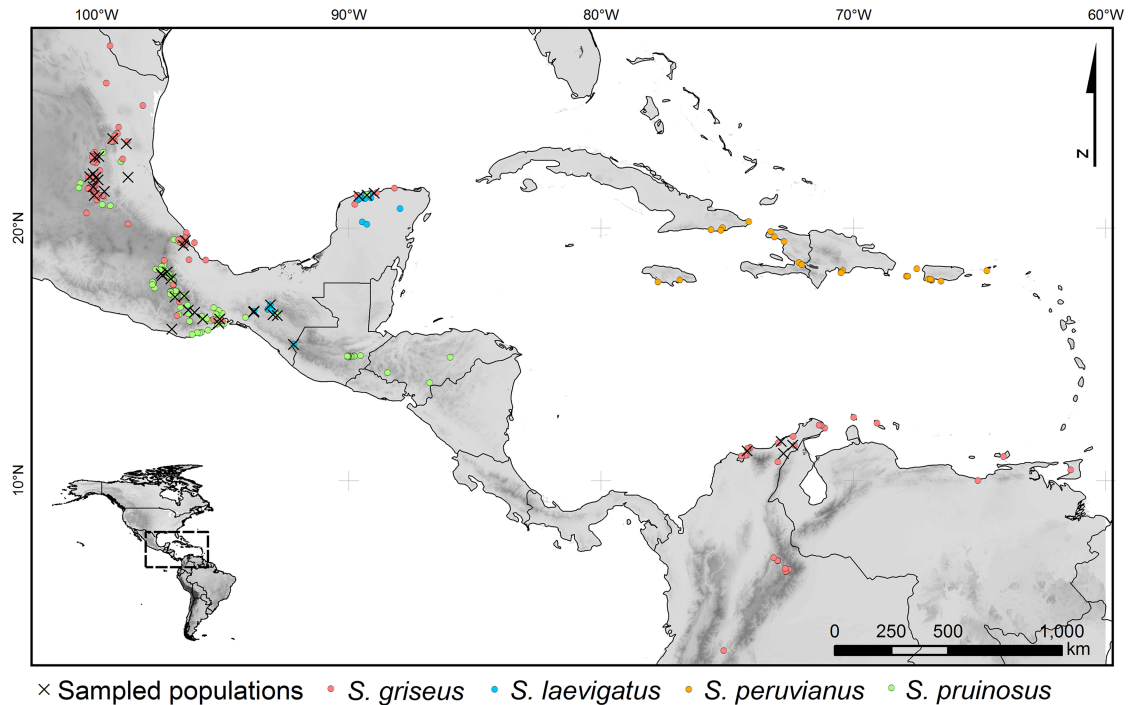 100°W 90°W 80°W 70°W 60°W
z
20°N
10°N
0 250 500 1,000
km
× Sampled populations S. griseus S. laevigatus S. peruvianus S. pruinosus